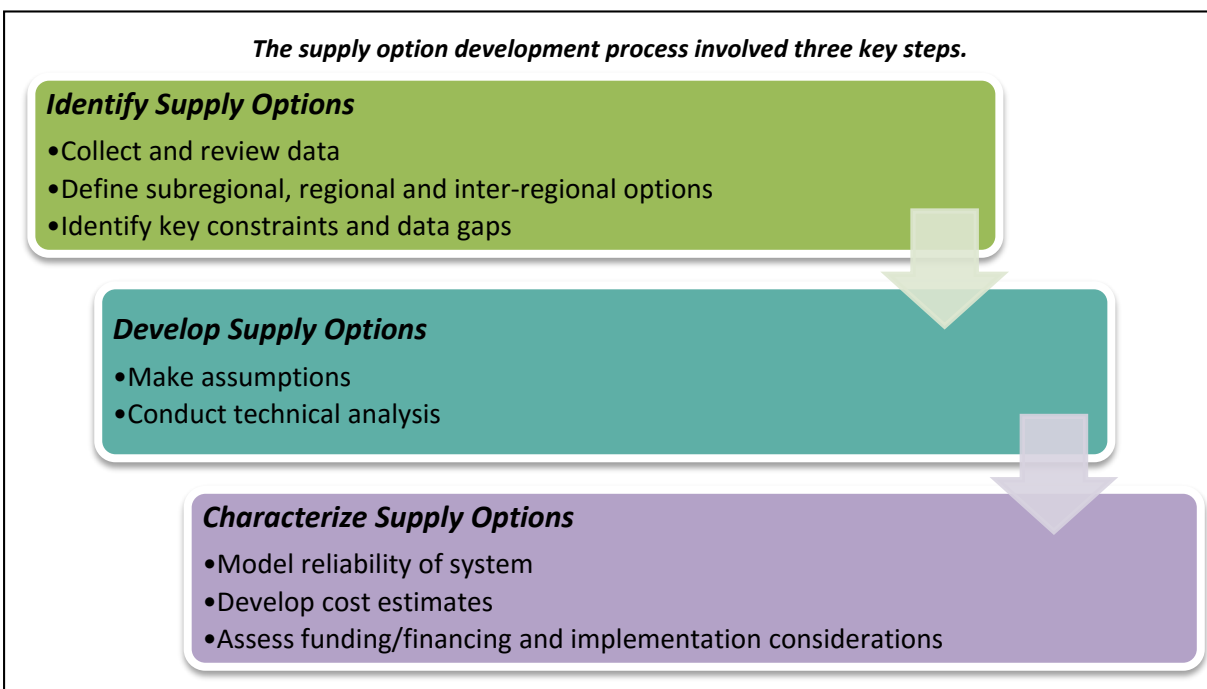 The supply option development process involved three key steps.
Identify Supply Options
•Collect and review data
•Define subregional, regional and inter-regional options
•Identify key constraints and data gaps
Develop Supply Options
•Make assumptions
•Conduct technical analysis
Characterize Supply Options
•Model reliability of system
•Develop cost estimates
•Assess funding/financing and implementation considerations